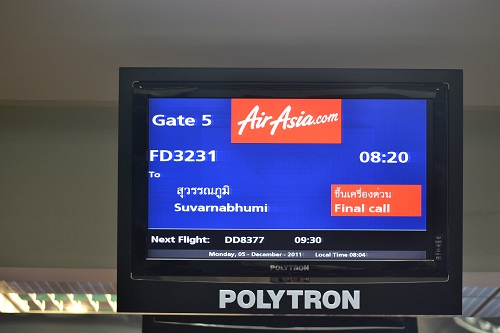 Gate 5 AirAsia.com
FD3231 08:20
To
สุวรรณภูมิ ขึ้นเครื่องด่วน
Suvarnabhumi Final call
Next Flight: DD8377 09:30
Monday, 05 - December - 2011 Local Time 08:04
POLYTRON
POLYTRON